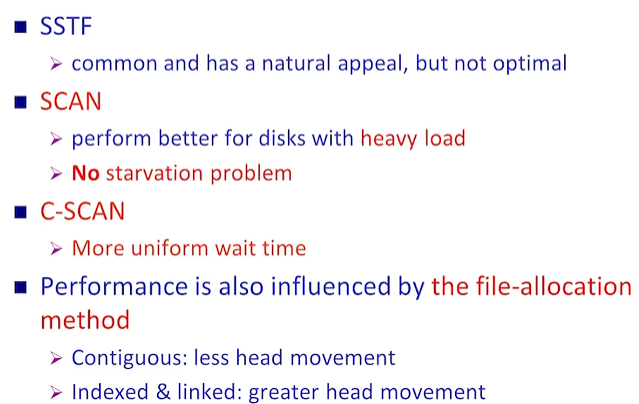 SSTF
common and has a natural appeal, but not optimal
SCAN
perform better for disks with heavy load
No starvation problem
C-SCAN
More uniform wait time
Performance is also influenced by the file-allocation
method
Contiguous: less head movement
Indexed & linked: greater head movement